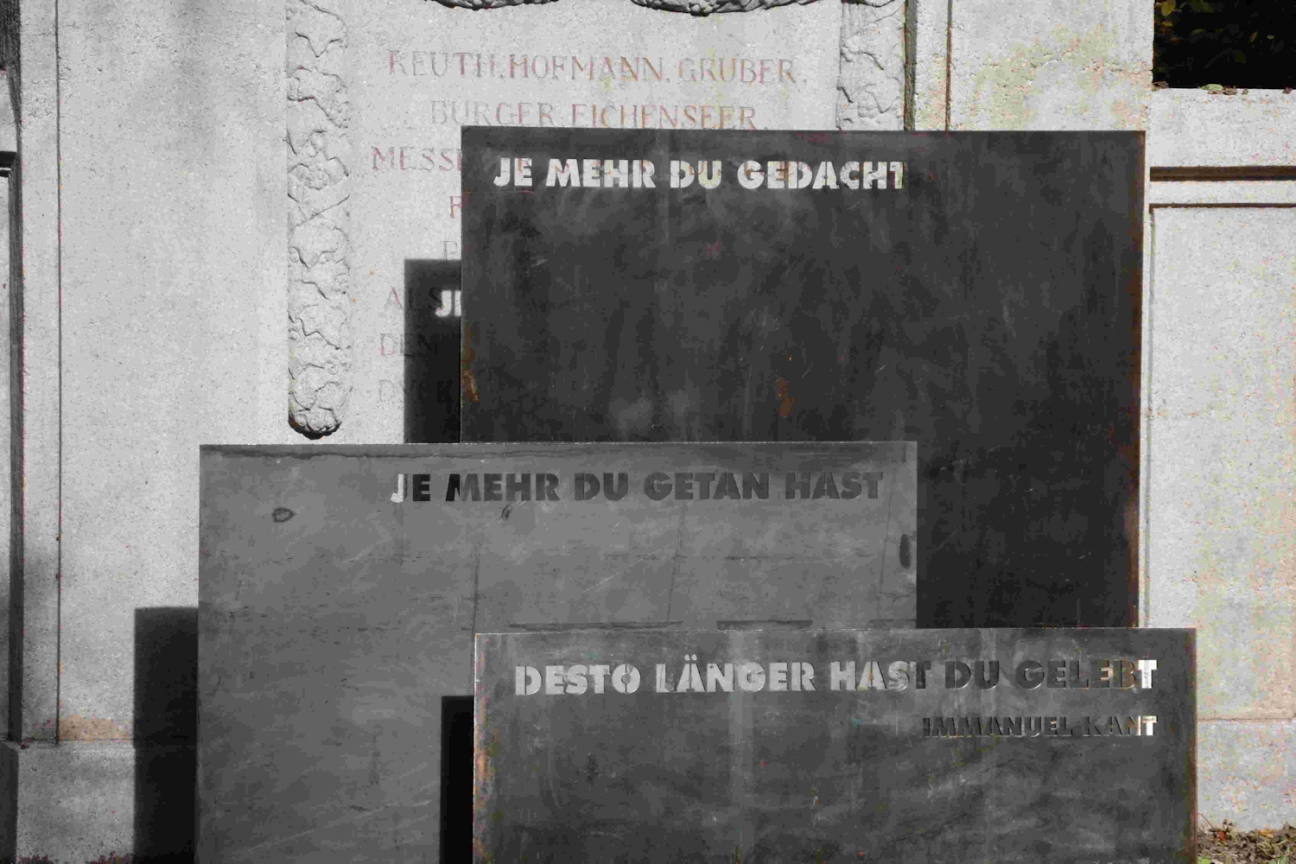 REUTH. HOFMANN. GRUBER.
BURGER. EICHENSEER.
JE MEHR DU GEDACHT
JE MEHR DU GETAN HAST
DESTO LÄNGER HAST DU GELEBT
IMMANUEL KANT